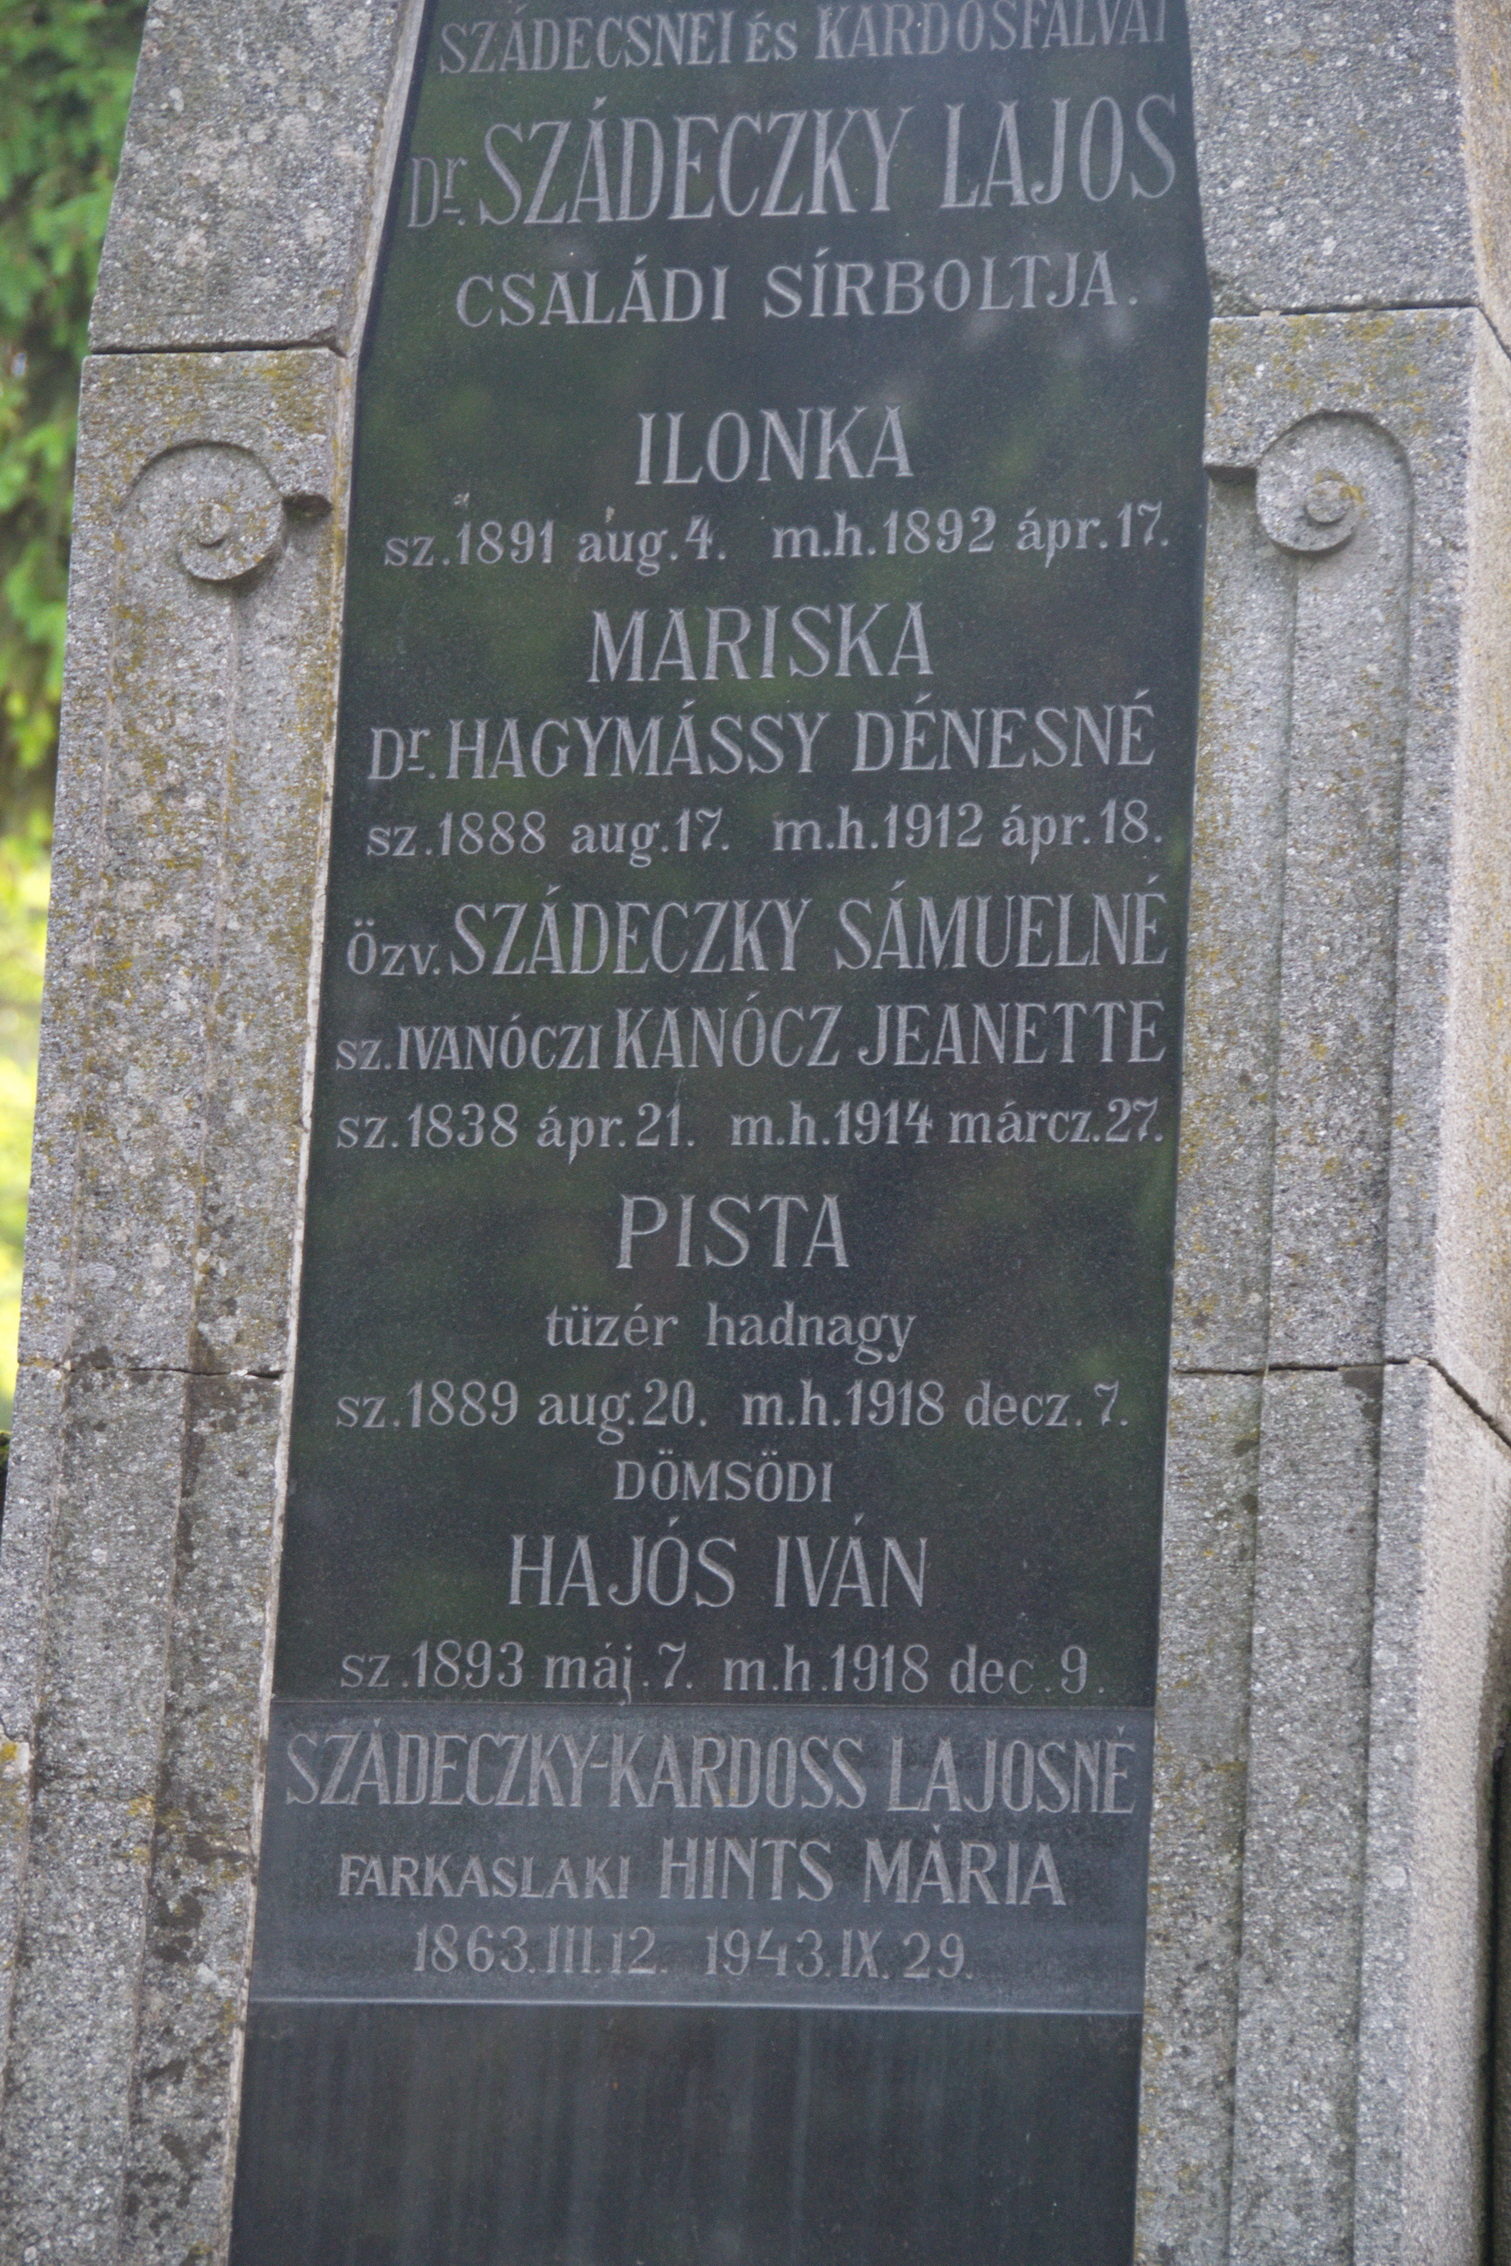 SZÁDECSNEI ÉS KARDOSFALVAI
Dr. SZÁDECZKY LAJOS
CSALÁDI SÍRBOLTJA.
ILONKA
sz.1891 aug.4. m.h.1892 ápr.17.
MARISKA
Dr. HAGYMÁSSY DÉNESNÉ
sz.1888 aug.17. m.h.1912 ápr.18.
ÖZV. SZÁDECZKY SÁMUELNÉ
sz. IVANÓCZI KANÓCZ JEANETTE
sz.1838 ápr.21. m.h.1914 márcz.27.
PISTA
tüzér hadnagy
sz.1889 aug.20. m.h.1918 decz.7.
DÖMSÖDI
HAJÓS IVÁN
sz.1893 máj.7. m.h.1918 dec.9.
SZÁDECZKY-KARDOSS LAJOSNÉ
FARKASLAKI HINTS MÁRIA
1863.III.12. 1943.IX.29.